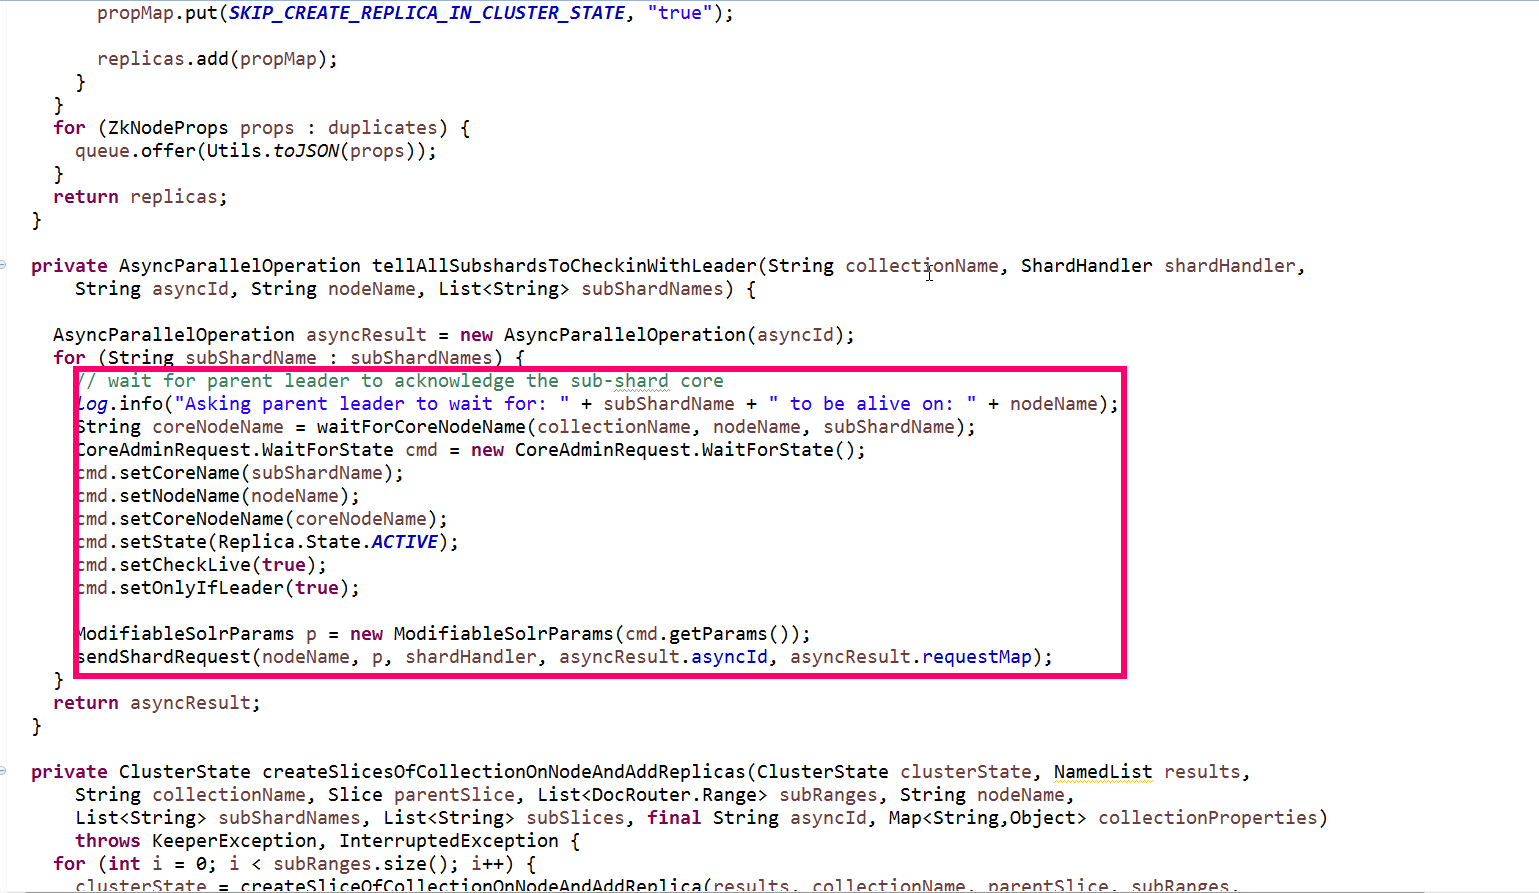 propMap.put(SKIP_CREATE_REPLICA_IN_CLUSTER_STATE, "true");
replicas.add(propMap);
}
}
for (ZkNodeProps props : duplicates) {
queue.offer(Utils.toJSON(props));
}
return replicas;
}
private AsyncParallelOperation tellAllSubshardsToCheckinWithLeader(String collectionName, ShardHandler shardHandler,
String asyncId, String nodeName, List<String> subShardNames) {
AsyncParallelOperation asyncResult = new AsyncParallelOperation(asyncId);
for (String subShardName : subShardNames) {
// wait for parent leader to acknowledge the sub-shard core
log.info("Asking parent leader to wait for: " + subShardName + " to be alive on: " + nodeName);
String coreNodeName = waitForCoreNodeName(collectionName, nodeName, subShardName);
CoreAdminRequest.WaitForState cmd = new CoreAdminRequest.WaitForState();
cmd.setCoreName(subShardName);
cmd.setNodeName(nodeName);
cmd.setCoreNodeName(coreNodeName);
cmd.setState(Replica.State.ACTIVE);
cmd.setCheckLive(true);
cmd.setOnlyIfLeader(true);
ModifiableSolrParams p = new ModifiableSolrParams(cmd.getParams());
sendShardRequest(nodeName, p, shardHandler, asyncResult.asyncId, asyncResult.requestMap);
}
return asyncResult;
}
private ClusterState createSlicesOfCollectionOnNodeAndAddReplicas(ClusterState clusterState, NamedList results,
String collectionName, Slice parentSlice, List<DocRouter.Range> subRanges, String nodeName,
List<String> subShardNames, List<String> subSlices, final String asyncId, Map<String,Object> collectionProperties)
throws KeeperException, InterruptedException {
for (int i = 0; i < subRanges.size(); i++) {
clusterState = createSliceOfCollectionOnNodeAndAddReplica(results, collectionName, parentSlice, subRanges,